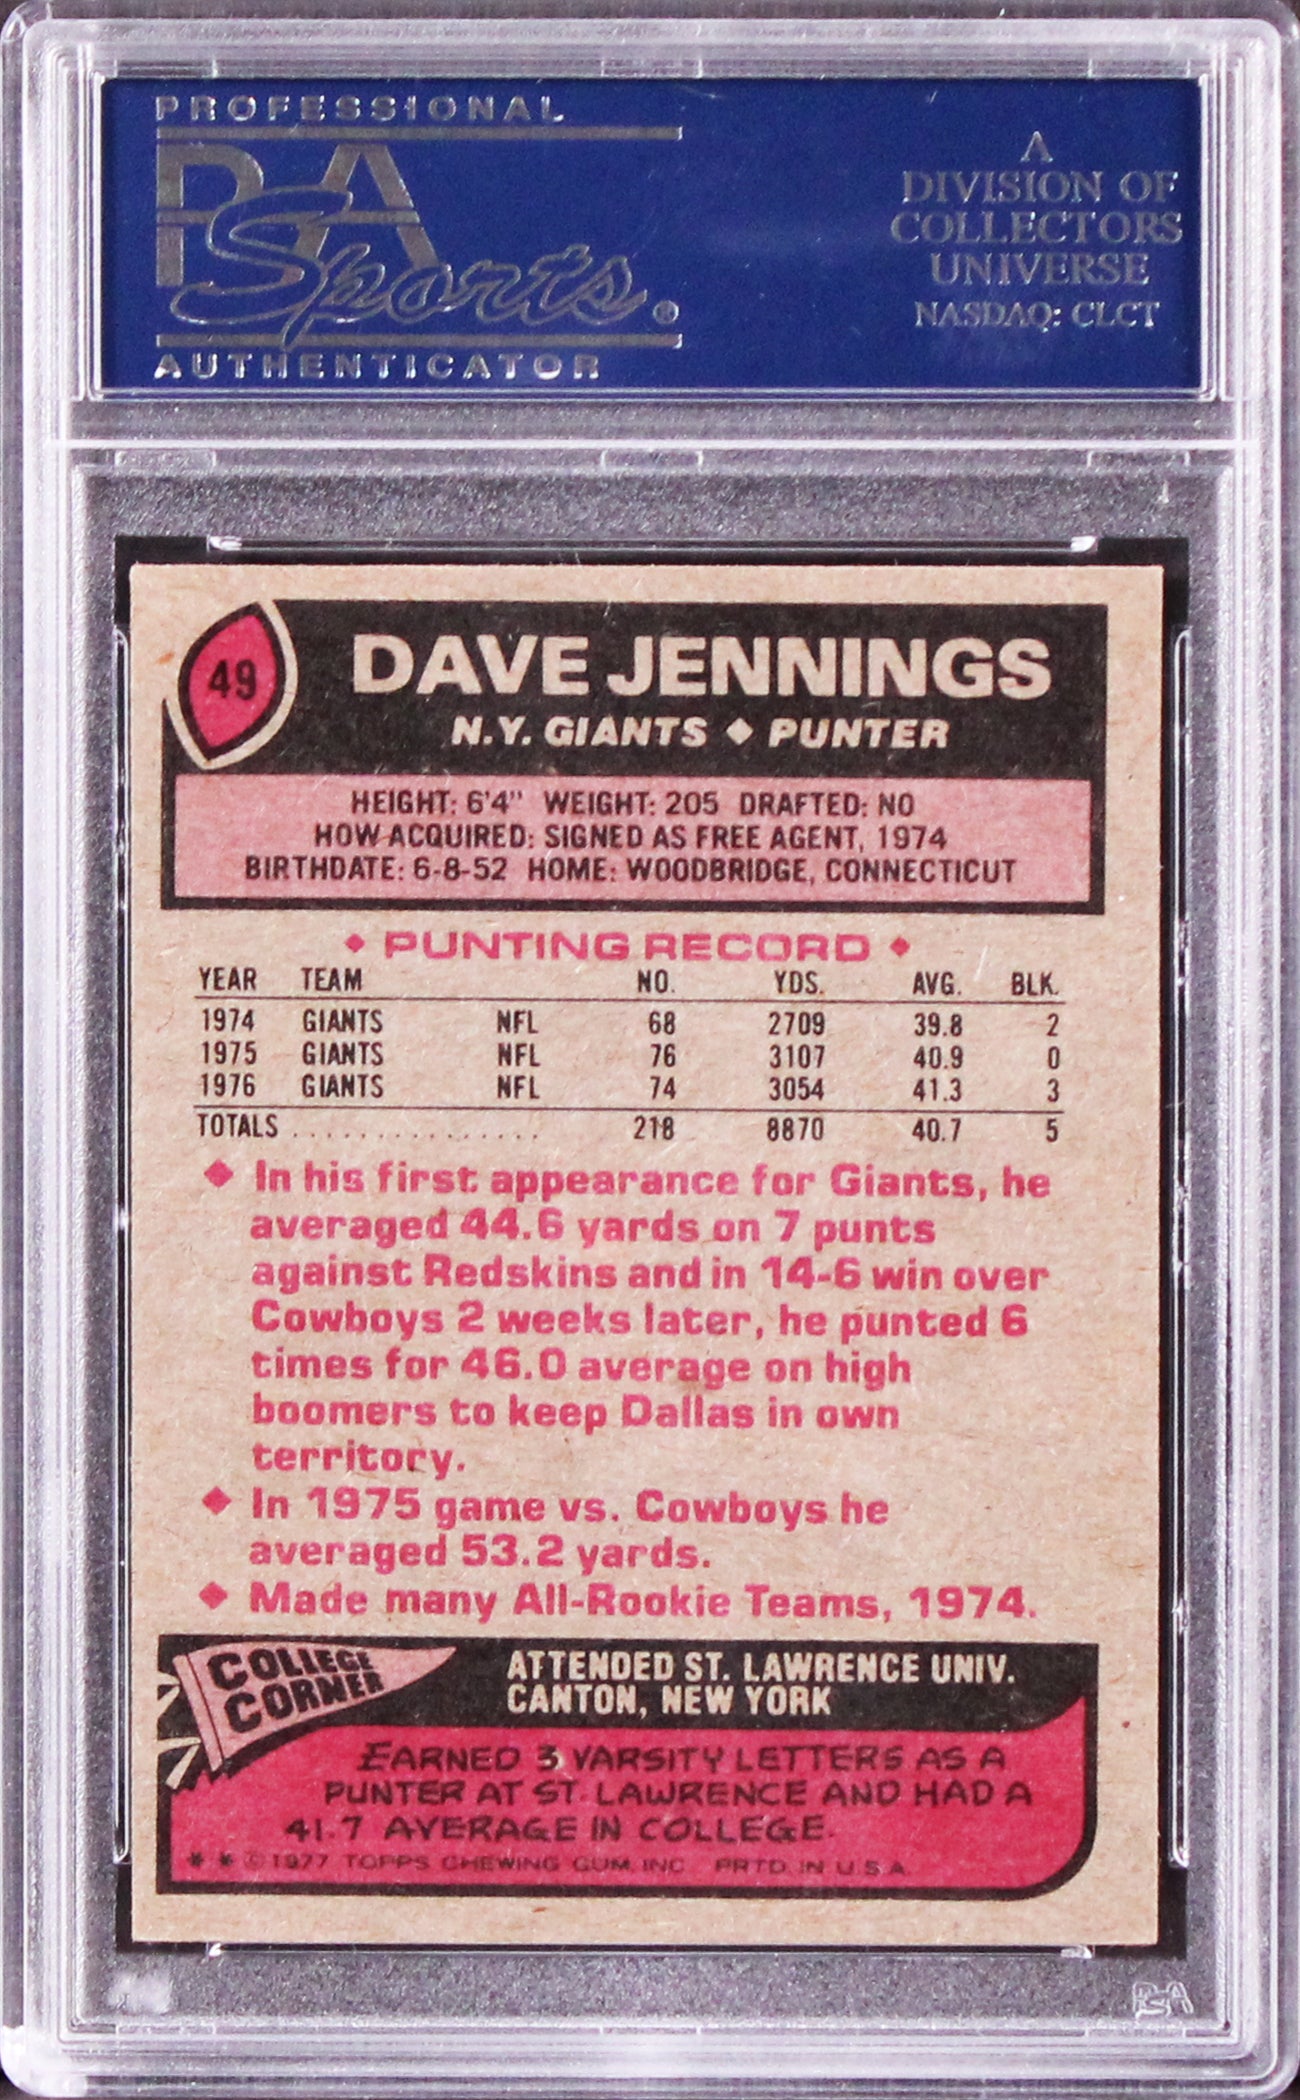 PROFESSIONAL
PSA
Sports®
AUTHENTICATOR
A
DIVISION OF
COLLECTORS
UNIVERSE
NASDAQ: CLCT
49
DAVE JENNINGS
N.Y. GIANTS ◆ PUNTER
HEIGHT: 6'4" WEIGHT: 205 DRAFTED: NO
HOW ACQUIRED: SIGNED AS FREE AGENT, 1974
BIRTHDATE: 6-8-52 HOME: WOODBRIDGE, CONNECTICUT
◆ PUNTING RECORD ◆
YEAR TEAM NO. YDS. AVG. BLK.
1974 GIANTS NFL 68 2709 39.8 2
1975 GIANTS NFL 76 3107 40.9 0
1976 GIANTS NFL 74 3054 41.3 3
TOTALS ................ 218 8870 40.7 5
◆ In his first appearance for Giants, he
averaged 44.6 yards on 7 punts
against Redskins and in 14-6 win over
Cowboys 2 weeks later, he punted 6
times for 46.0 average on high
boomers to keep Dallas in own
territory.
◆ In 1975 game vs. Cowboys he
averaged 53.2 yards.
◆ Made many All-Rookie Teams, 1974.
COLLEGE
CORNER
ATTENDED ST. LAWRENCE UNIV.
CANTON, NEW YORK
EARNED 3 VARSITY LETTERS AS A
PUNTER AT ST. LAWRENCE AND HAD A
41.7 AVERAGE IN COLLEGE.
* * © 1977 TOPPS CHEWING GUM, INC. PRTD. IN U.S.A.
PSA